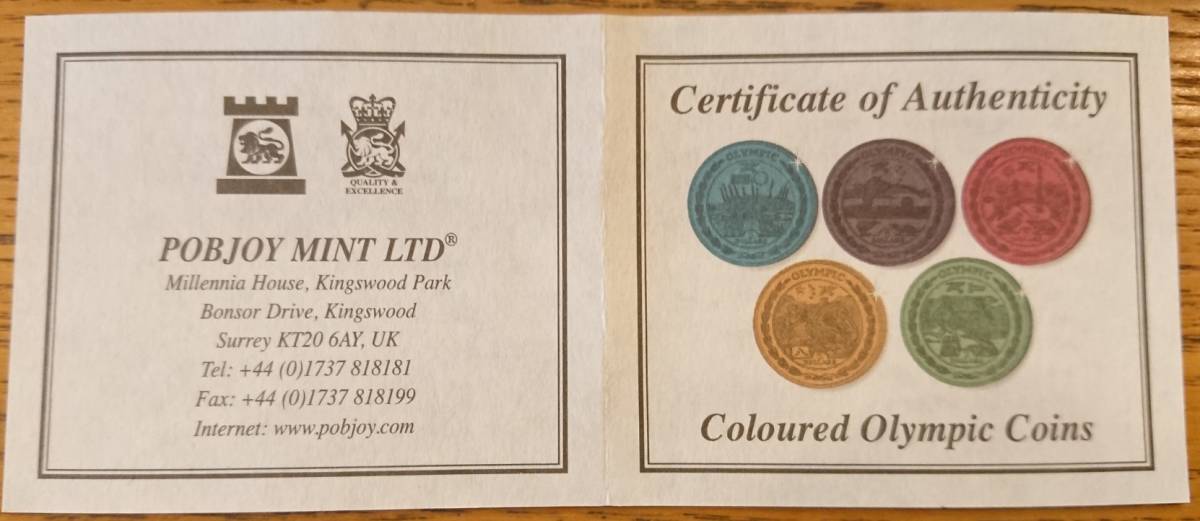 QUALITY &
EXCELLENCE
POBJOY MINT LTD®
Millennia House, Kingswood Park
Bonsor Drive, Kingswood
Surrey KT20 6AY, UK
Tel: +44 (0)1737 818181
Fax: +44 (0)1737 818199
Internet: www.pobjoy.com
Certificate of Authenticity
OLYMPIC
OLYMPIC
OLYMPIC
OLYMPIC
OLYMPIC
Coloured Olympic Coins